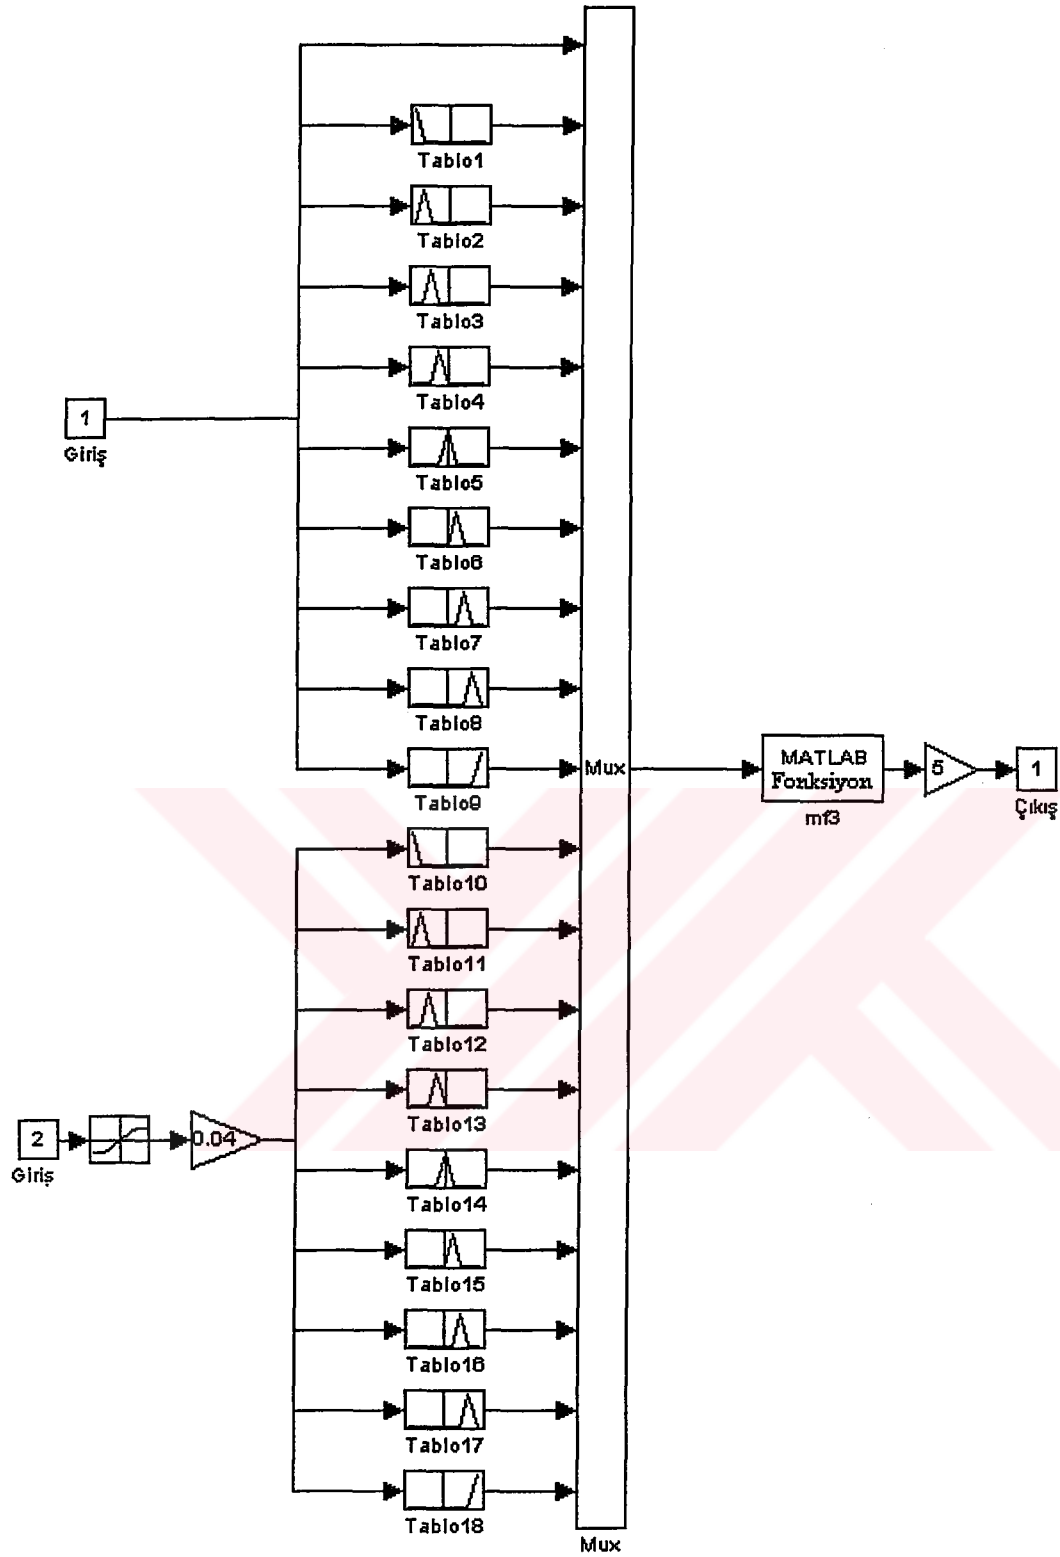 Tablo1
Tablo2
Tablo3
Tablo4
1
Giriş
Tablo5
Tablo6
Tablo7
Tablo8
Tablo9
Mux
MATLAB
Fonksiyon
mf3
5
1
Çıkış
Tablo10
Tablo11
Tablo12
Tablo13
2
Giriş
0.04
Tablo14
Tablo15
Tablo16
Tablo17
Tablo18
Mux